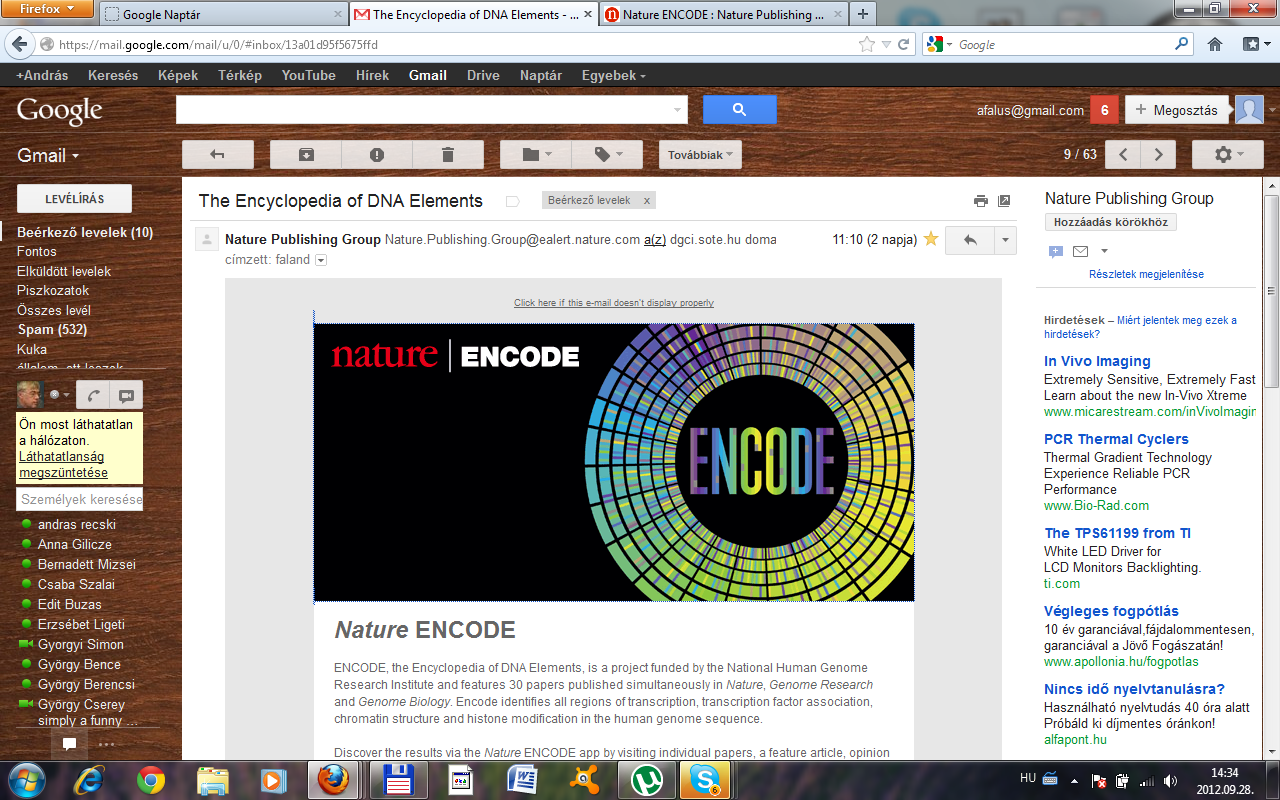 Firefox
Google Naptár
The Encyclopedia of DNA Elements - ...
Nature ENCODE : Nature Publishing ...
https://mail.google.com/mail/u/0/#inbox/13a01d95f5675ffd
Google
+András Keresés Képek Térkép YouTube Hírek Gmail Drive Naptár Egyebek
Google
afalus@gmail.com 6 + Megosztás
Gmail
Továbbiak
9 / 63
LEVÉLÍRÁS
Beérkező levelek (10)
Fontos
Elküldött levelek
Piszkozatok
Összes levél
Spam (532)
Kuka
Ön most láthatatlan
a hálózaton.
Láthatatlanság
megszüntetése
Személyek keresése
andras recski
Anna Gilicze
Bernadett Mizsei
Csaba Szalai
Edit Buzas
Erzsébet Ligeti
Gyorgyi Simon
György Bence
György Berencsi
György Cserey
simply a funny ...
The Encyclopedia of DNA Elements
Beérkező levelek x
Nature Publishing Group Nature.Publishing.Group@ealert.nature.com a(z) dgci.sote.hu doma
11:10 (2 napja)
címzett: faland
Click here if this e-mail doesn't display properly
nature | ENCODE
ENCODE
Nature ENCODE
ENCODE, the Encyclopedia of DNA Elements, is a project funded by the National Human Genome
Research Institute and features 30 papers published simultaneously in Nature, Genome Research
and Genome Biology. Encode identifies all regions of transcription, transcription factor association,
chromatin structure and histone modification in the human genome sequence.
Discover the results via the Nature ENCODE app by visiting individual papers, a feature article, opinion
Nature Publishing Group
Hozzáadás körökhöz
Részletek megjelenítése
Hirdetések – Miért jelentek meg ezek a
hirdetések?
In Vivo Imaging
Extremely Sensitive, Extremely Fast
Learn about the new In-Vivo Xtreme
www.micarestream.com/inVivoImagin
PCR Thermal Cyclers
Thermal Gradient Technology
Experience Reliable PCR
Performance
www.Bio-Rad.com
The TPS61199 from TI
White LED Driver for
LCD Monitors Backlighting.
ti.com
Végleges fogpótlás
10 év garanciával,fájdalommentesen,
garanciával a Jövő Fogászatán!
www.apollonia.hu/fogpotlas
Nincs idő nyelvtanulásra?
Használható nyelvtudás 40 óra alatt
Próbáld ki díjmentes óránkon!
alfapont.hu
HU
14:34
2012.09.28.